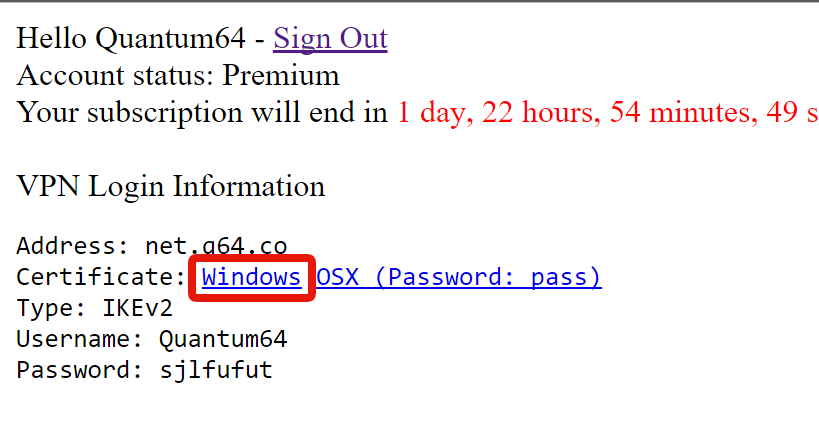 Hello Quantum64 - Sign Out
Account status: Premium
Your subscription will end in 1 day, 22 hours, 54 minutes, 49 s
VPN Login Information
Address: net.q64.co
Certificate: Windows OSX (Password: pass)
Type: IKEv2
Username: Quantum64
Password: sjlfufut